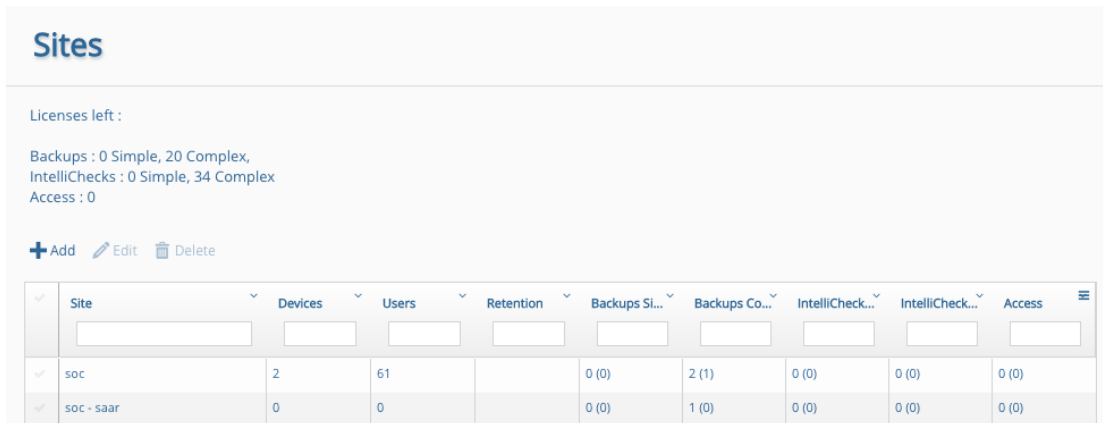 Sites
Licenses left :
Backups : 0 Simple, 20 Complex,
IntelliChecks : 0 Simple, 34 Complex
Access : 0
Add Edit Delete
Site Devices Users Retention Backups Si... Backups Co... IntelliCheck... IntelliCheck... Access
soc 2 61 0 (0) 2 (1) 0 (0) 0 (0) 0 (0)
soc - saar 0 0 0 (0) 1 (0) 0 (0) 0 (0) 0 (0)